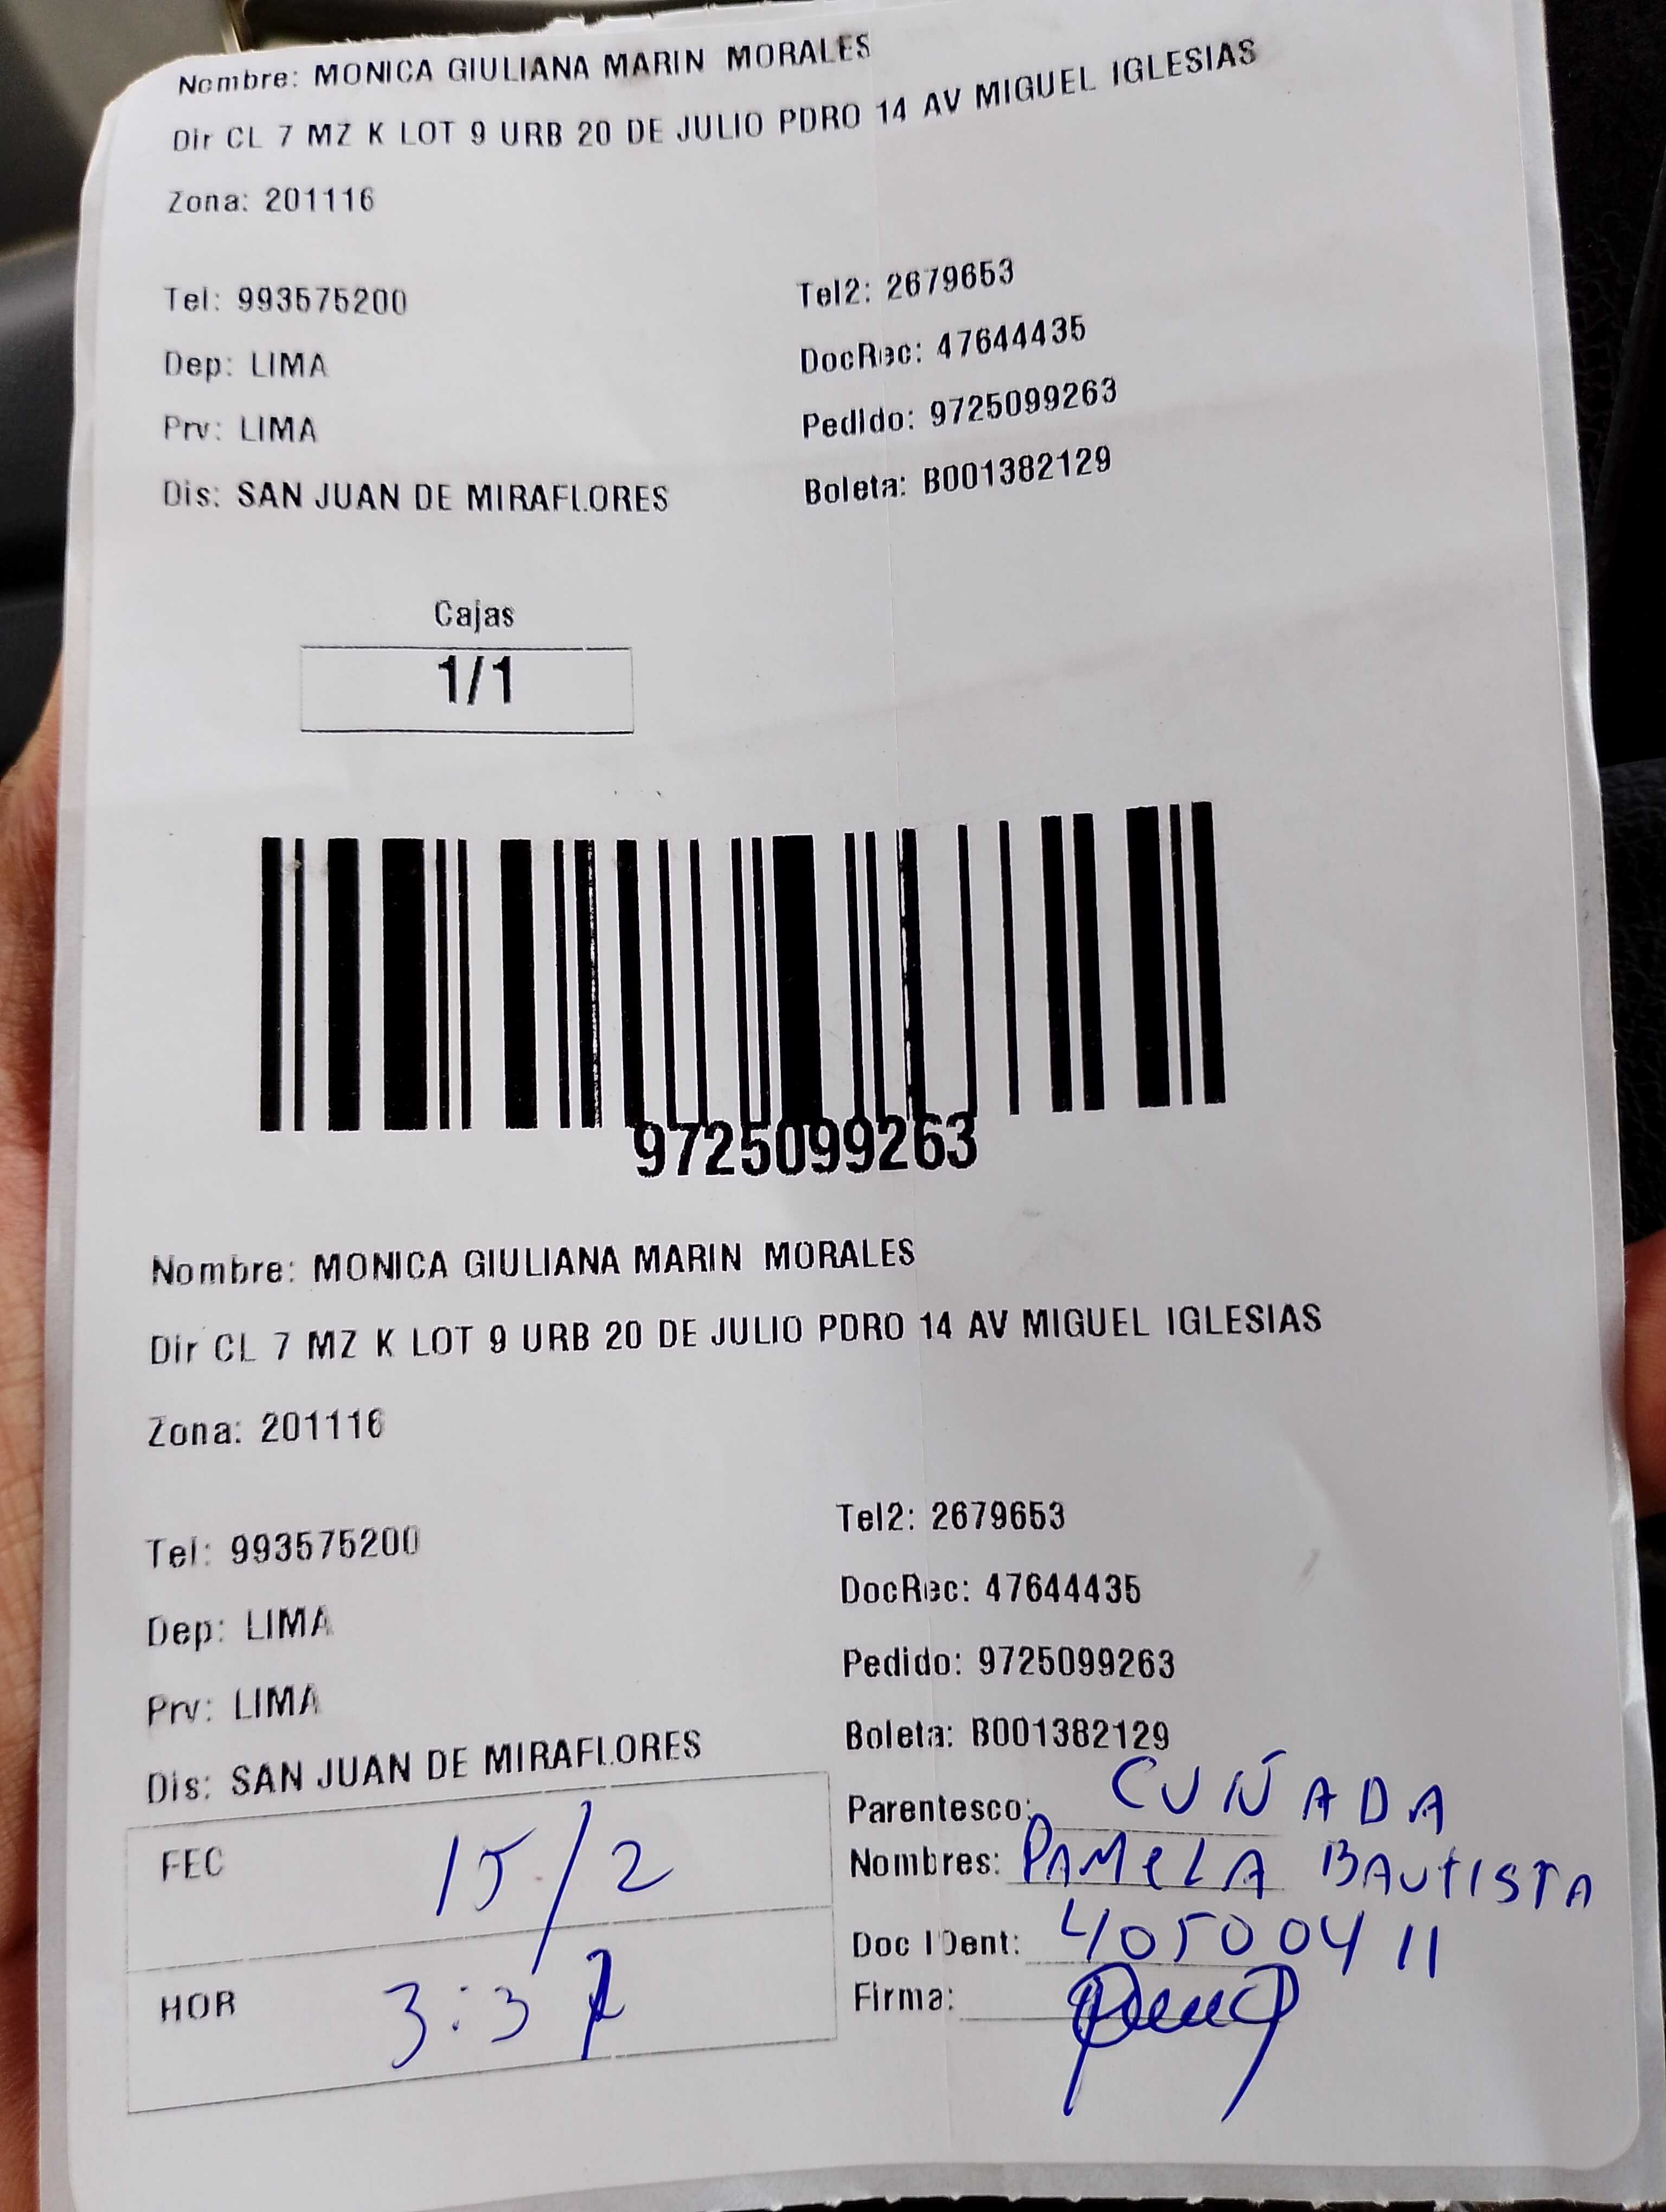 Nombre: MONICA GIULIANA MARIN MORALES
Dir CL 7 MZ K LOT 9 URB 20 DE JULIO PDRO 14 AV MIGUEL IGLESIAS
Zona: 201116
Tel: 993575200
Tel2: 2679653
Dep: LIMA
DocRec: 47644435
Prv: LIMA
Pedido: 9725099263
Dis: SAN JUAN DE MIRAFLORES
Boleta: B001382129
Cajas
1/1
9725099263
Nombre: MONICA GIULIANA MARIN MORALES
Dir CL 7 MZ K LOT 9 URB 20 DE JULIO PDRO 14 AV MIGUEL IGLESIAS
Zona: 201116
Tel: 993575200
Tel2: 2679653
Dep: LIMA
DocRec: 47644435
Prv: LIMA
Pedido: 9725099263
Dis: SAN JUAN DE MIRAFLORES
Boleta: B001382129
FEC 15/2
HOR 3:37
Parentesco: CUÑADA
Nombres: PAMELA BAUTISTA
Doc IDent: 40500411
Firma: